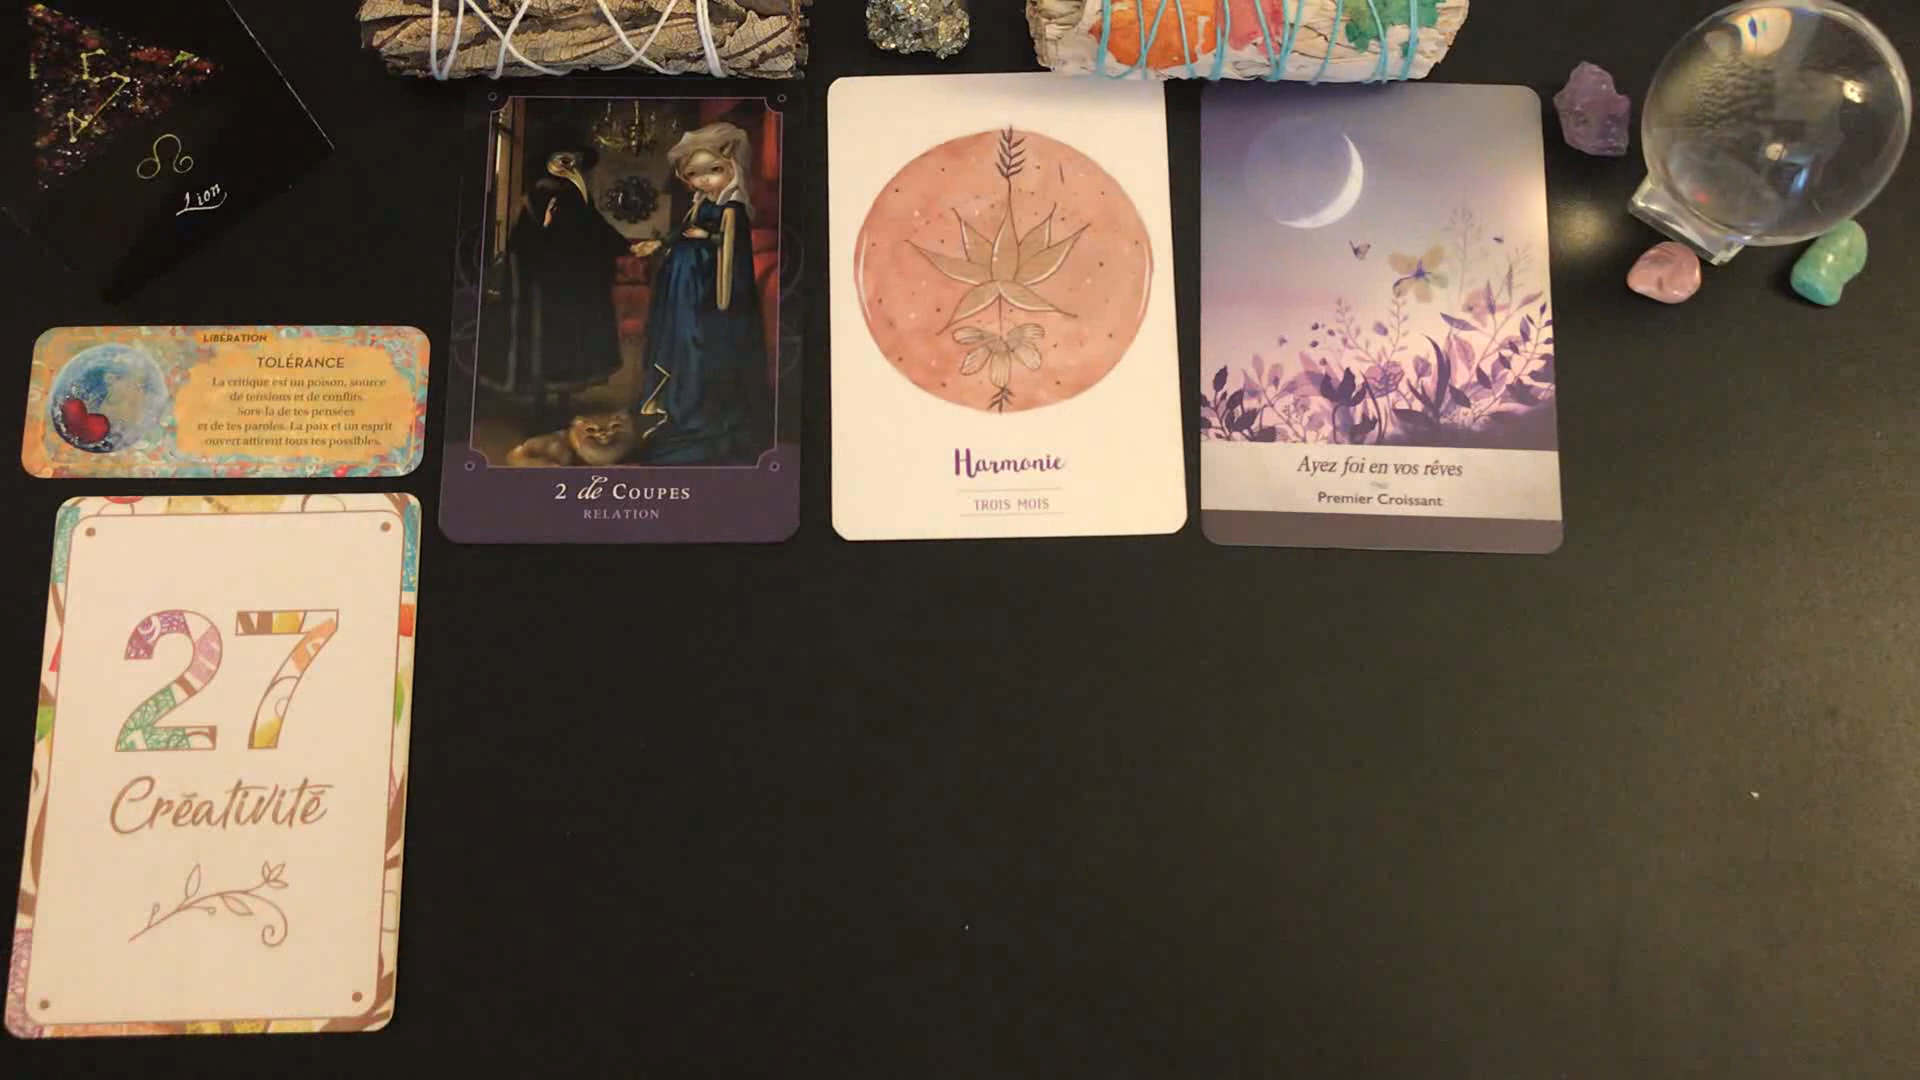 Lion
LIBÉRATION
TOLÉRANCE
La critique est un poison, source
de tensions et de conflits.
Sors-la de tes pensées
et de tes paroles. La paix et un esprit
ouvert attirent tous tes possibles.
27
Créativité
2 de COUPES
RELATION
Harmonie
TROIS MOIS
Ayez foi en vos rêves
Premier Croissant